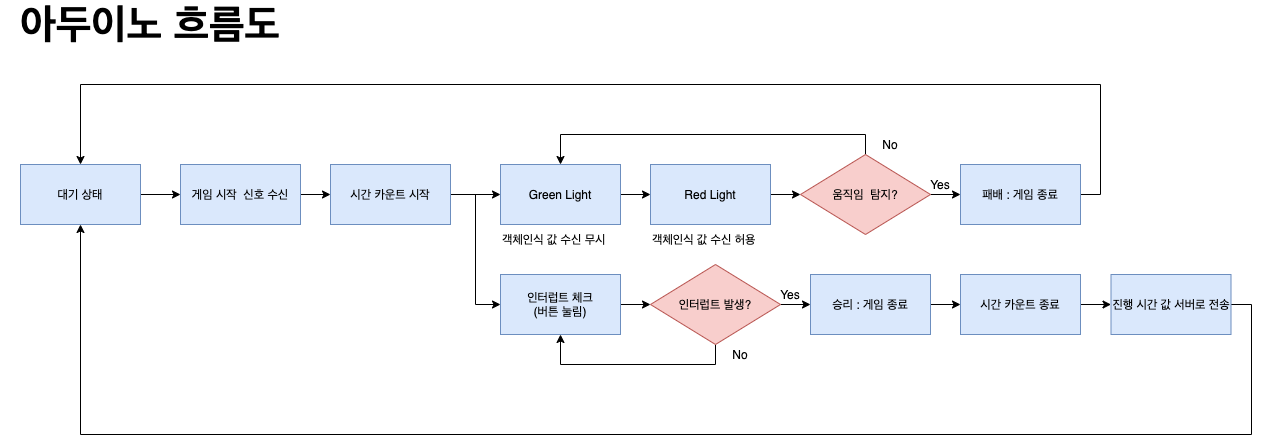 아두이노 흐름도
대기 상태
게임 시작 신호 수신
시간 카운트 시작
Green Light
객체인식 값 수신 무시
Red Light
객체인식 값 수신 허용
움직임 탐지?
No
Yes
패배 : 게임 종료
인터럽트 체크
(버튼 눌림)
인터럽트 발생?
Yes
No
승리 : 게임 종료
시간 카운트 종료
진행 시간 값 서버로 전송